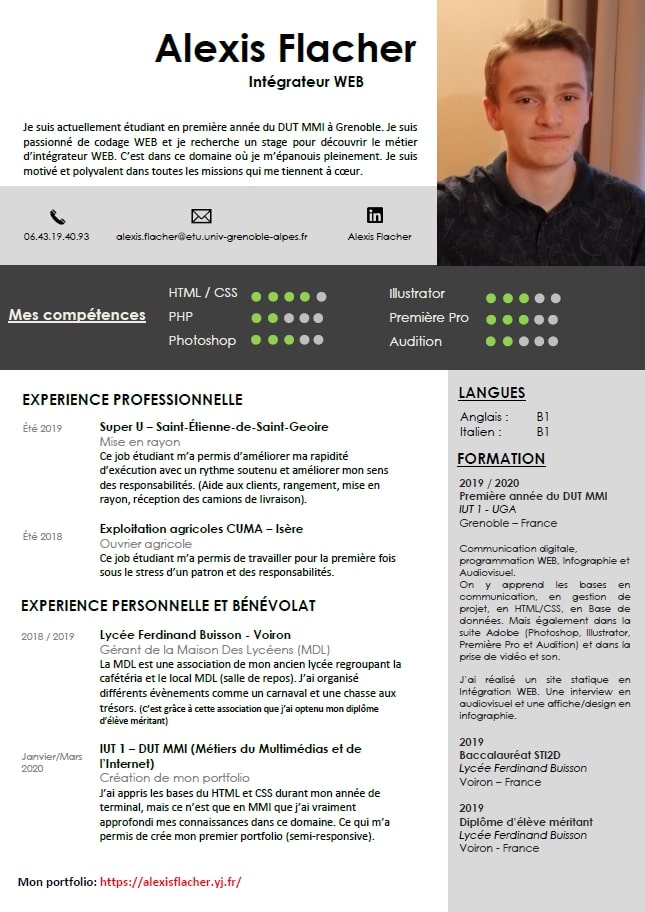 Alexis Flacher
Intégrateur WEB
Je suis actuellement étudiant en première année du DUT MMI à Grenoble. Je suis
passionné de codage WEB et je recherche un stage pour découvrir le métier
d'intégrateur WEB. C'est dans ce domaine où je m'épanouis pleinement. Je suis
motivé et polyvalent dans toutes les missions qui me tiennent à cœur.
06.43.19.40.93
alexis.flacher@etu.univ-grenoble-alpes.fr
in
Alexis Flacher
Mes compétences
HTML / CSS
PHP
Photoshop
Illustrator
Première Pro
Audition
EXPERIENCE PROFESSIONNELLE
Été 2019
Super U – Saint-Étienne-de-Saint-Geoire
Mise en rayon
Ce job étudiant m'a permis d'améliorer ma rapidité
d'exécution avec un rythme soutenu et améliorer mon sens
des responsabilités. (Aide aux clients, rangement, mise en
rayon, réception des camions de livraison).
Été 2018
Exploitation agricoles CUMA – Isère
Ouvrier agricole
Ce job étudiant m'a permis de travailler pour la première fois
sous le stress d'un patron et des responsabilités.
EXPERIENCE PERSONNELLE ET BÉNÉVOLAT
2018 / 2019
Lycée Ferdinand Buisson - Voiron
Gérant de la Maison Des Lycéens (MDL)
La MDL est une association de mon ancien lycée regroupant la
cafétéria et le local MDL (salle de repos). J'ai organisé
différents évènements comme un carnaval et une chasse aux
trésors. (C'est grâce à cette association que j'ai optenu mon diplôme
d'élève méritant)
Janvier/Mars
2020
IUT 1 – DUT MMI (Métiers du Multimédias et de
l'Internet)
Création de mon portfolio
J'ai appris les bases du HTML et CSS durant mon année de
terminal, mais ce n'est que en MMI que j'ai vraiment
approfondi mes connaissances dans ce domaine. Ce qui m'a
permis de crée mon premier portfolio (semi-responsive).
Mon portfolio: https://alexisflacher.yj.fr/
LANGUES
Anglais : B1
Italien : B1
FORMATION
2019 / 2020
Première année du DUT MMI
IUT 1 - UGA
Grenoble – France
Communication digitale,
programmation WEB, Infographie et
Audiovisuel.
On y apprend les bases en
communication, en gestion de
projet, en HTML/CSS, en Base de
données. Mais également dans la
suite Adobe (Photoshop, Illustrator,
Première Pro et Audition) et dans la
prise de vidéo et son.
J'ai réalisé un site statique en
Intégration WEB. Une interview en
audiovisuel et une affiche/design en
infographie.
2019
Baccalauréat STI2D
Lycée Ferdinand Buisson
Voiron – France
2019
Diplôme d'élève méritant
Lycée Ferdinand Buisson
Voiron - France